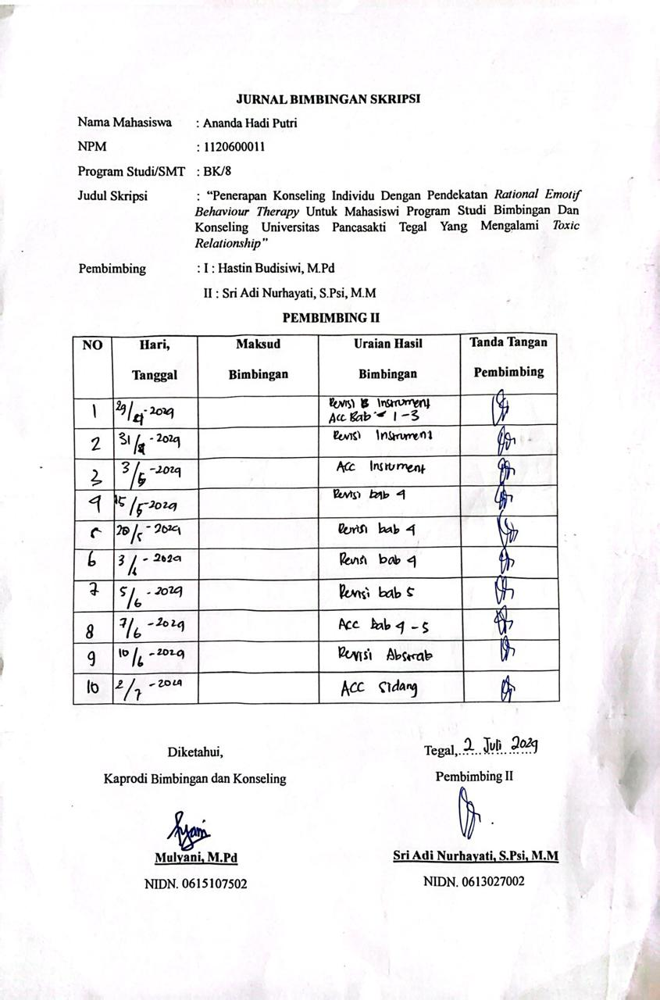 JURNAL BIMBINGAN SKRIPSI
Nama Mahasiswa : Ananda Hadi Putri
NPM : 1120600011
Program Studi/SMT : BK/8
Judul Skripsi : “Penerapan Konseling Individu Dengan Pendekatan Rational Emotif
Behaviour Therapy Untuk Mahasiswi Program Studi Bimbingan Dan
Konseling Universitas Pancasakti Tegal Yang Mengalami Toxic
Relationship”
Pembimbing : I : Hastin Budisiwi, M.Pd
II : Sri Adi Nurhayati, S.Psi, M.M
PEMBIMBING II
NO Hari, Tanggal Maksud Bimbingan Uraian Hasil Bimbingan Tanda Tangan Pembimbing
1 29/4-2024 Revisi Instrument
Acc Bab 1-3
2 31/ -2024 Revisi Instrument
3 3/5-2024 Acc Instrument
4 15/5-2024 Revisi bab 4
5 20/5-2024 Revisi bab 4
6 3/6-2024 Revisi bab 4
7 5/6-2024 Revisi bab 5
8 7/6-2024 Acc Bab 4-5
9 10/6-2024 Revisi Abstrab
10 2/7-2024 ACC Sidang
Diketahui,
Tegal, 2 Juli 2024
Kaprodi Bimbingan dan Konseling
Pembimbing II
Mulyani, M.Pd
Sri Adi Nurhayati, S.Psi, M.M
NIDN. 0615107502
NIDN. 0613027002